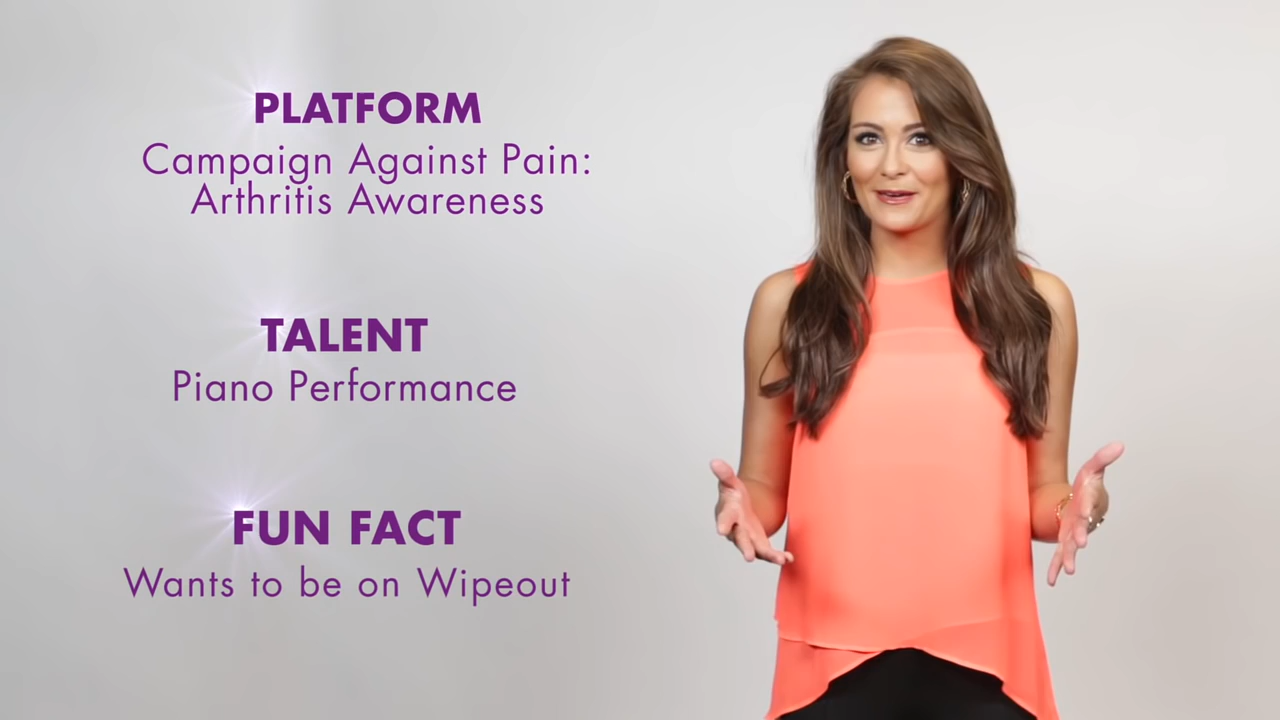 PLATFORM
Campaign Against Pain:
Arthritis Awareness
TALENT
Piano Performance
FUN FACT
Wants to be on Wipeout